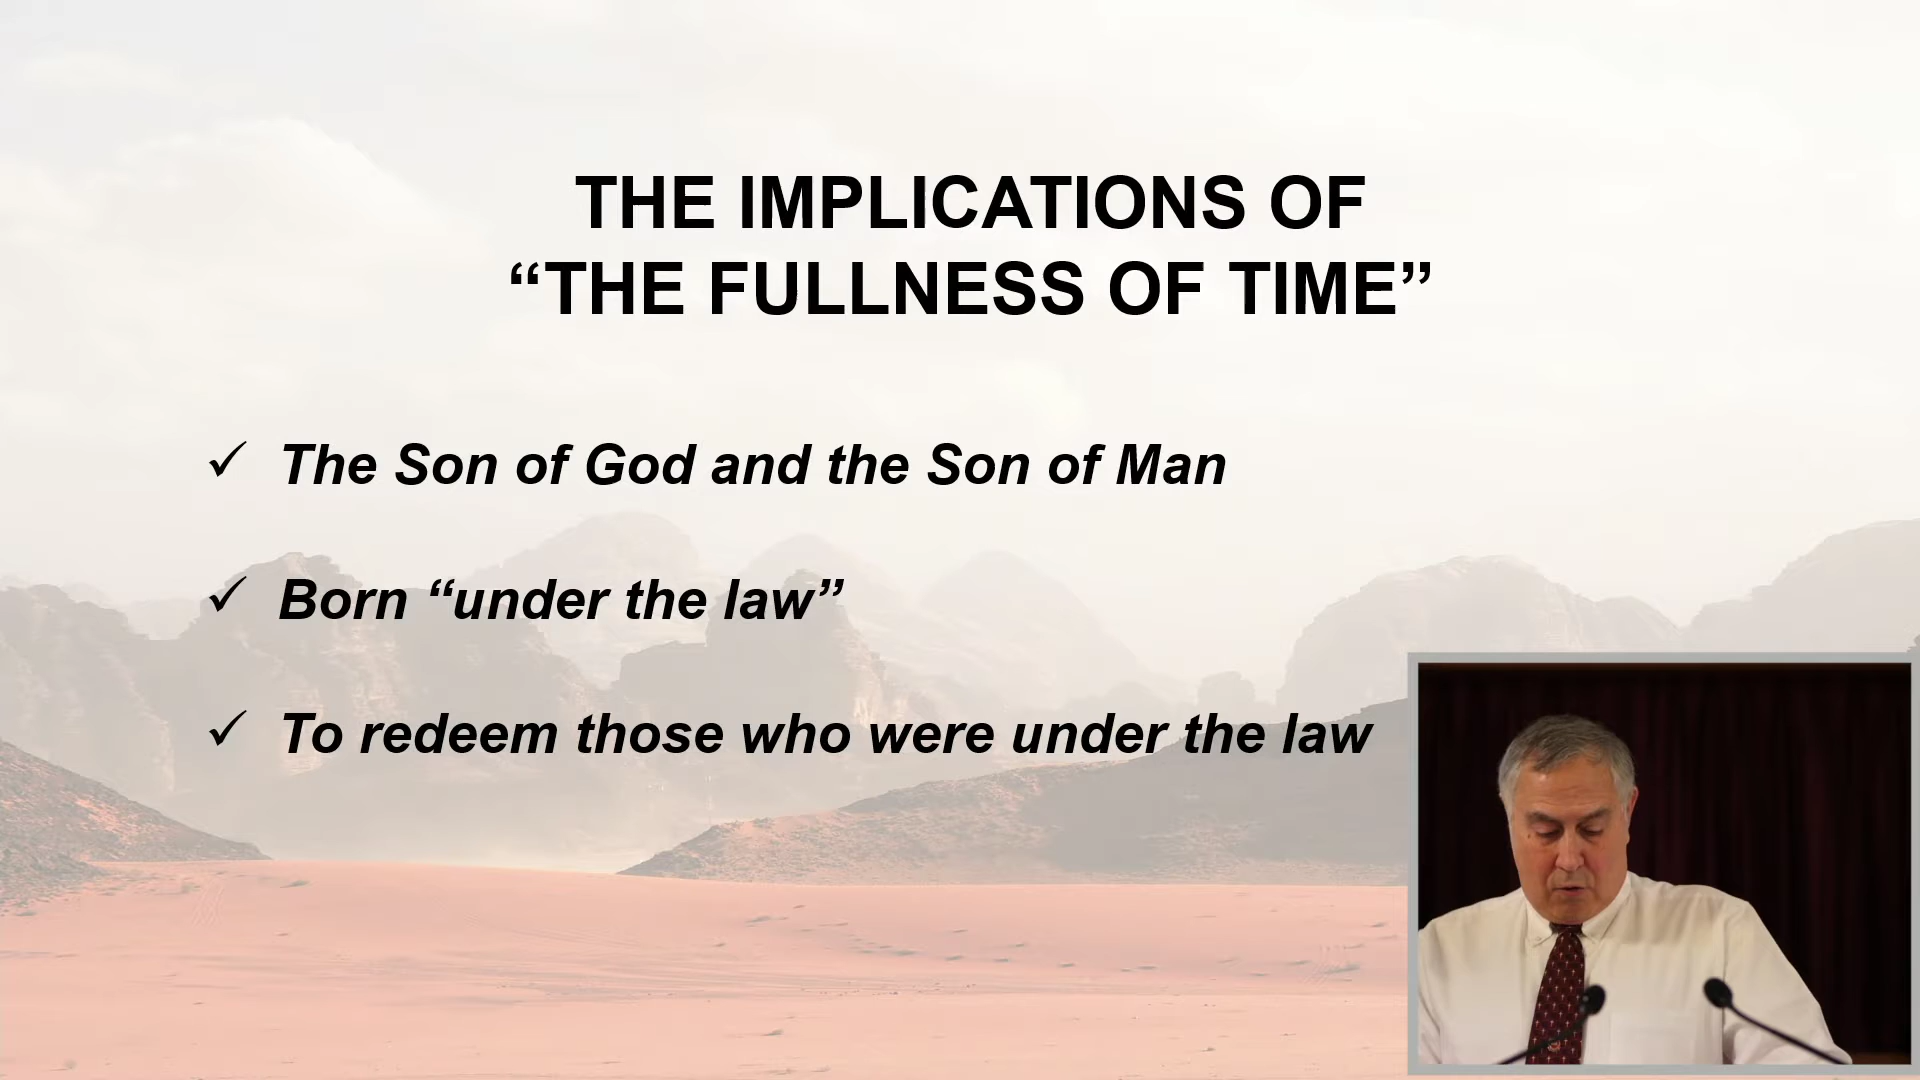 THE IMPLICATIONS OF
“THE FULLNESS OF TIME”
✓ The Son of God and the Son of Man
✓ Born “under the law”
✓ To redeem those who were under the law